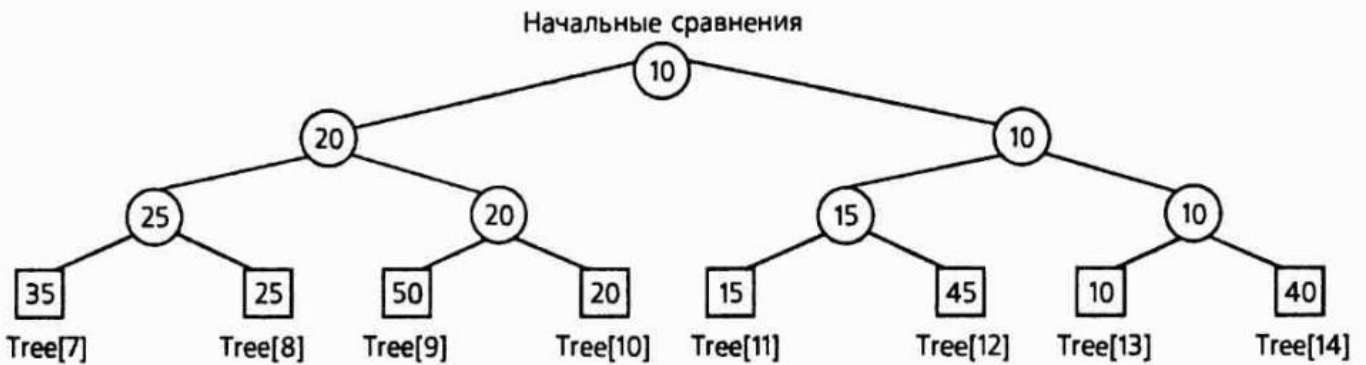 Начальные сравнения
10
20 10
25 20 15 10
35 25 50 20 15 45 10 40
Tree[7] Tree[8] Tree[9] Tree[10] Tree[11] Tree[12] Tree[13] Tree[14]